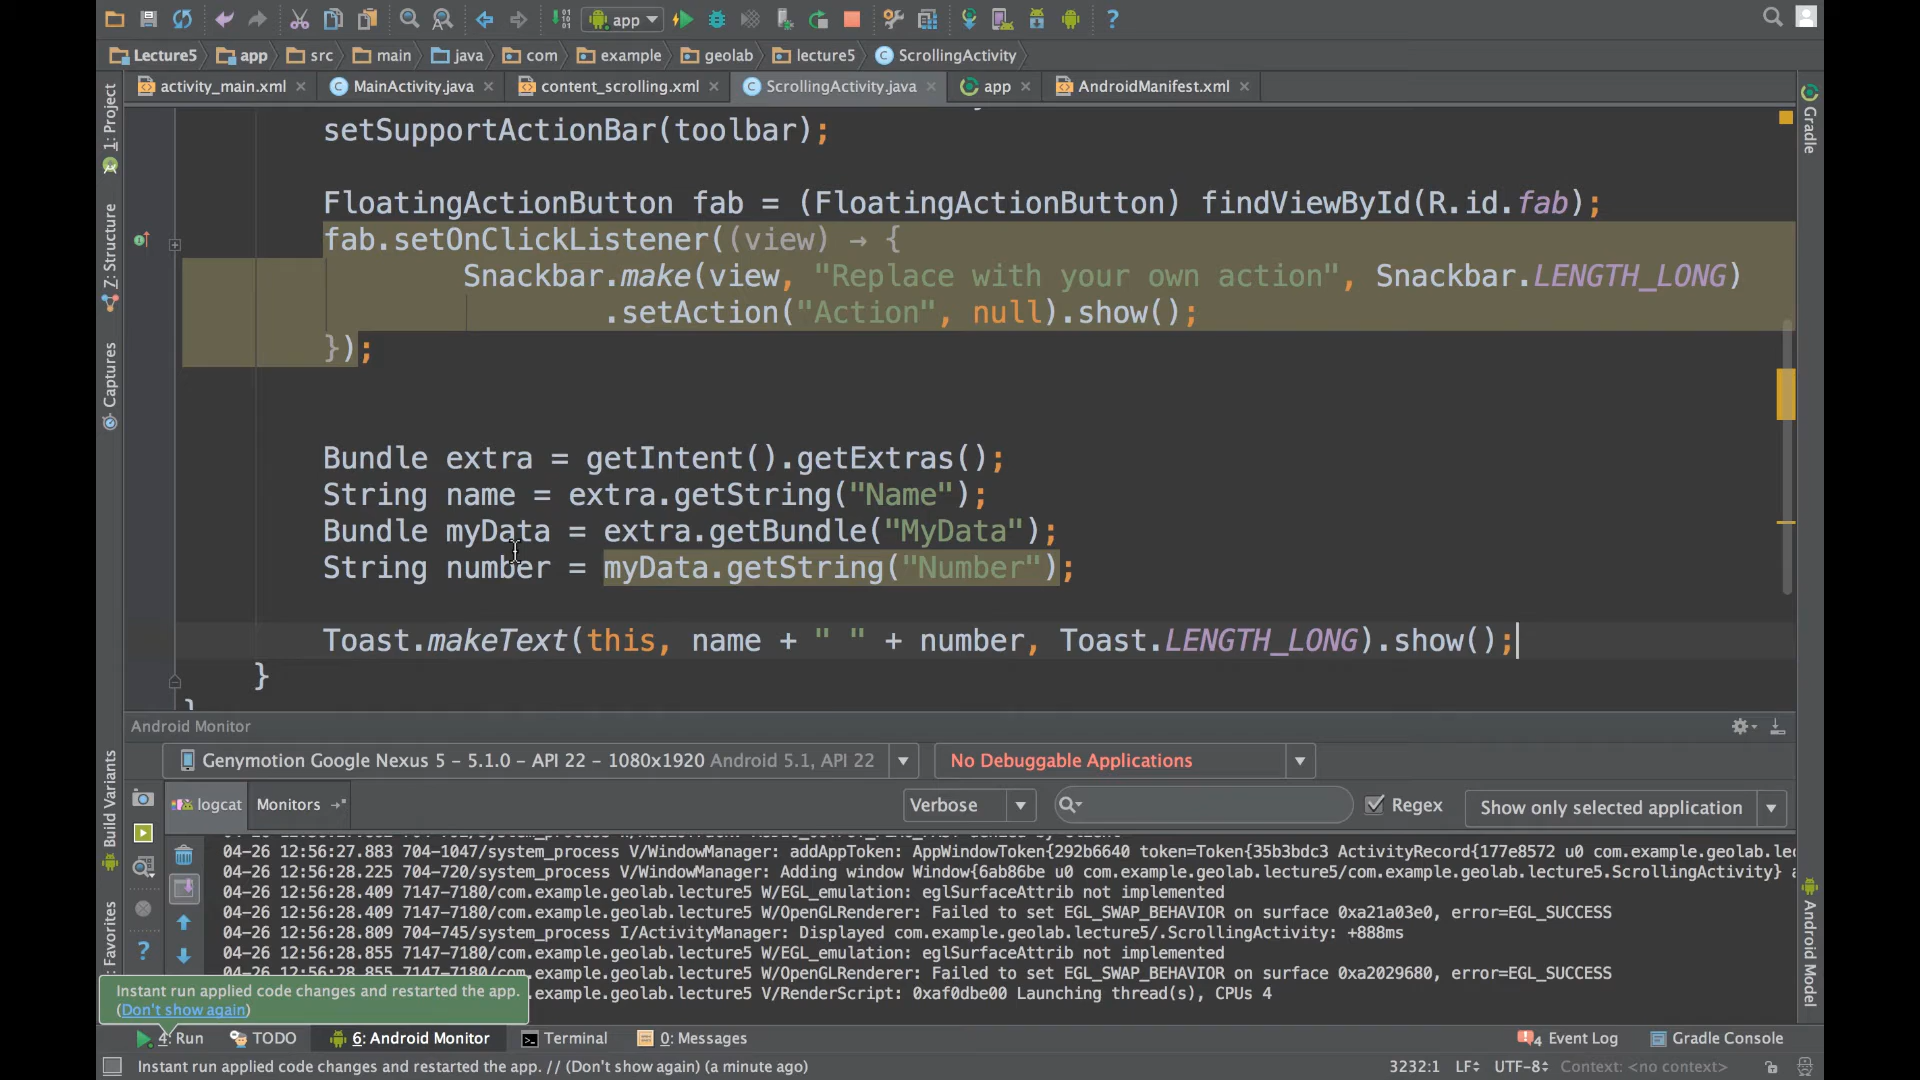 app
Lecture5 app src main java com example geolab lecture5 ScrollingActivity
activity_main.xml MainActivity.java content_scrolling.xml ScrollingActivity.java app AndroidManifest.xml
1: Project
7: Structure
Captures
Build Variants
Favorites
setSupportActionBar(toolbar);
FloatingActionButton fab = (FloatingActionButton) findViewById(R.id.fab);
fab.setOnClickListener((view) → {
Snackbar.make(view, "Replace with your own action", Snackbar.LENGTH_LONG)
.setAction("Action", null).show();
});
Bundle extra = getIntent().getExtras();
String name = extra.getString("Name");
Bundle myData = extra.getBundle("MyData");
String number = myData.getString("Number");
Toast.makeText(this, name + " " + number, Toast.LENGTH_LONG).show();
}
Gradle
Android Model
Android Monitor
Genymotion Google Nexus 5 - 5.1.0 - API 22 - 1080x1920 Android 5.1, API 22
No Debuggable Applications
logcat Monitors
Verbose
Regex
Show only selected application
04-26 12:56:27.883 704-1047/system_process V/WindowManager: addAppToken: AppWindowToken{292b6640 token=Token{35b3bdc3 ActivityRecord{177e8572 u0 com.example.geolab.lec
04-26 12:56:28.225 704-720/system_process V/WindowManager: Adding window Window{6ab86be u0 com.example.geolab.lecture5/com.example.geolab.lecture5.ScrollingActivity} a
04-26 12:56:28.409 7147-7180/com.example.geolab.lecture5 W/EGL_emulation: eglSurfaceAttrib not implemented
04-26 12:56:28.409 7147-7180/com.example.geolab.lecture5 W/OpenGLRenderer: Failed to set EGL_SWAP_BEHAVIOR on surface 0xa21a03e0, error=EGL_SUCCESS
04-26 12:56:28.809 704-745/system_process I/ActivityManager: Displayed com.example.geolab.lecture5/.ScrollingActivity: +888ms
04-26 12:56:28.855 7147-7180/com.example.geolab.lecture5 W/EGL_emulation: eglSurfaceAttrib not implemented
04-26 12:56:28.855 7147-7180/com.example.geolab.lecture5 W/OpenGLRenderer: Failed to set EGL_SWAP_BEHAVIOR on surface 0xa2029680, error=EGL_SUCCESS
k.example.geolab.lecture5 V/RenderScript: 0xaf0dbe00 Launching thread(s), CPUs 4
Instant run applied code changes and restarted the app.
(Don't show again)
4: Run TODO 6: Android Monitor Terminal 0: Messages
4 Event Log Gradle Console
Instant run applied code changes and restarted the app. // (Don't show again) (a minute ago)
3232:1 LF UTF-8 Context: <no context>